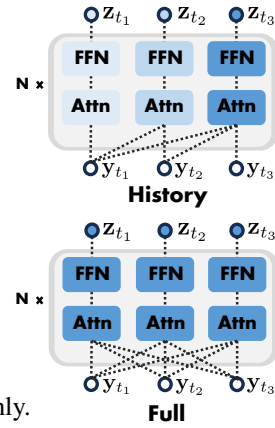 z_{t_1} z_{t_2} z_{t_3}
FFN FFN FFN
N × Attn Attn Attn
y_{t_1} y_{t_2} y_{t_3}
History
z_{t_1} z_{t_2} z_{t_3}
FFN FFN FFN
N × Attn Attn Attn
y_{t_1} y_{t_2} y_{t_3}
nly.
Full